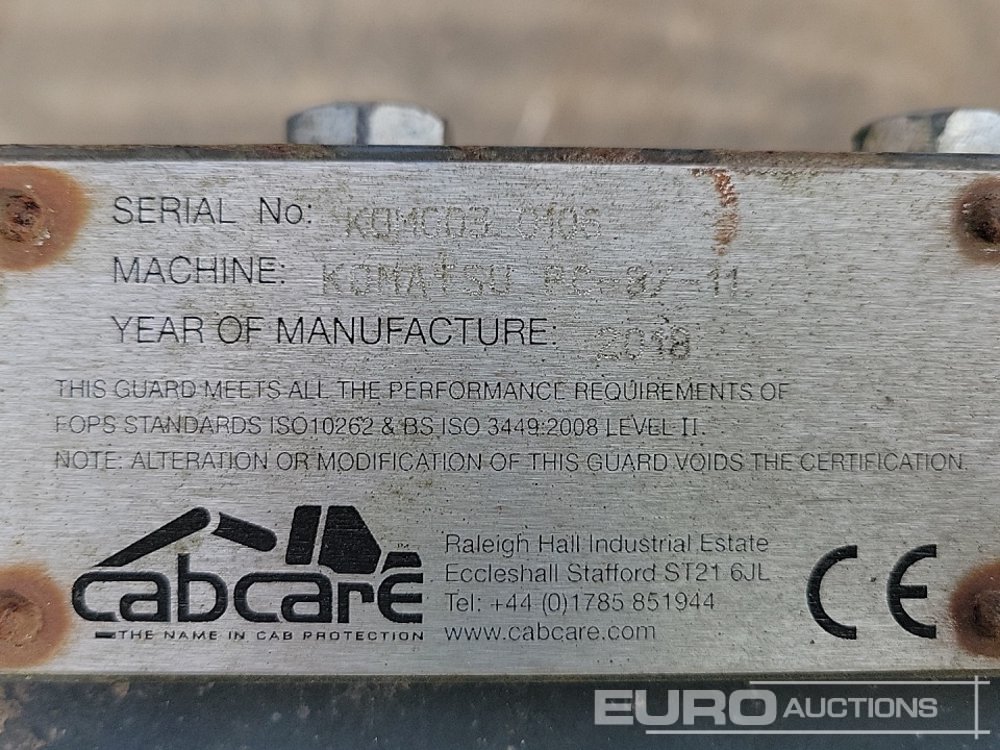 SERIAL No:
MACHINE: KOMATSU
YEAR OF MANUFACTURE: 2018
THIS GUARD MEETS ALL THE PERFORMANCE REQUIREMENTS OF
FOPS STANDARDS ISO10262 & BS ISO 3449:2008 LEVEL II.
NOTE: ALTERATION OR MODIFICATION OF THIS GUARD VOIDS THE CERTIFICATION.
cabcare TM
THE NAME IN CAB PROTECTION
Raleigh Hall Industrial Estate
Eccleshall Stafford ST21 6JL
Tel: +44 (0)1785 851944
www.cabcare.com
CE
EURO AUCTIONS